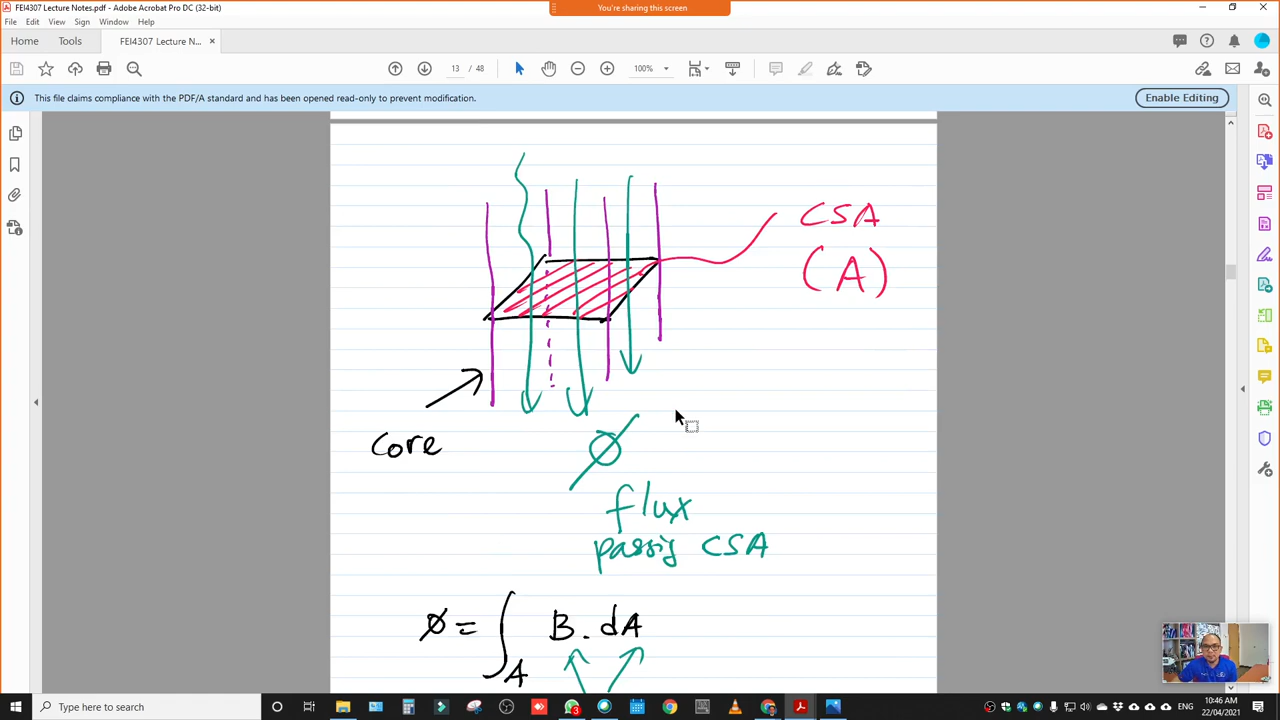 FEI4307 Lecture Notes.pdf - Adobe Acrobat Pro DC (32-bit)
You're sharing this screen
File Edit View Sign Window Help
Home Tools FEI4307 Lecture N... ×
13 / 48 100%
This file claims compliance with the PDF/A standard and has been opened read-only to prevent modification.
Enable Editing
CSA
(A)
core
Ø
flux
passig CSA
Ø = ∫A B . dA
Type here to search
3
ENG
10:46 AM
22/04/2021